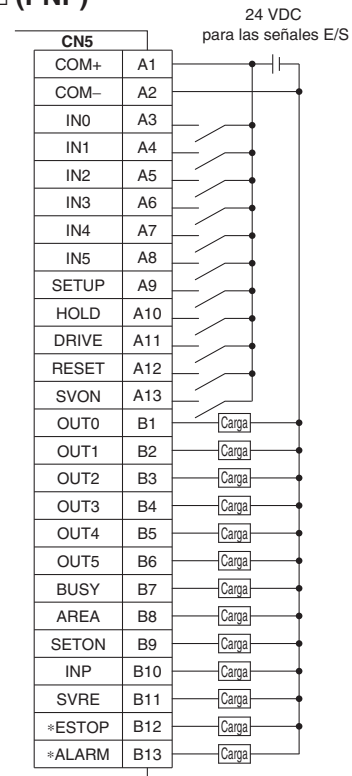 (PNP)
24 VDC
para las señales E/S
CN5
COM+ A1
COM– A2
IN0 A3
IN1 A4
IN2 A5
IN3 A6
IN4 A7
IN5 A8
SETUP A9
HOLD A10
DRIVE A11
RESET A12
SVON A13
OUT0 B1 Carga
OUT1 B2 Carga
OUT2 B3 Carga
OUT3 B4 Carga
OUT4 B5 Carga
OUT5 B6 Carga
BUSY B7 Carga
AREA B8 Carga
SETON B9 Carga
INP B10 Carga
SVRE B11 Carga
*ESTOP B12 Carga
*ALARM B13 Carga